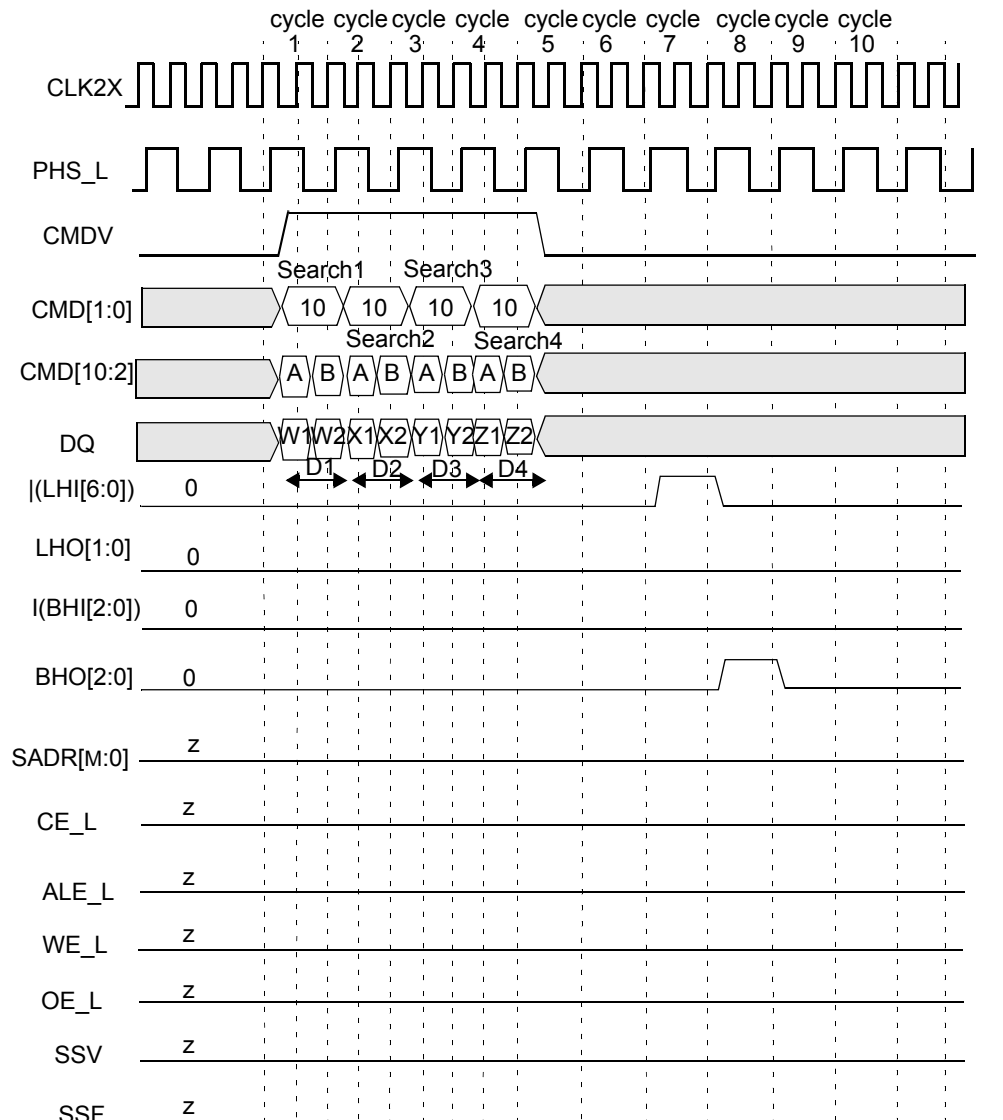 cycle cycle cycle cycle cycle cycle cycle cycle cycle cycle
1 2 3 4 5 6 7 8 9 10
CLK2X
PHS_L
CMDV
Search1 Search3
CMD[1:0] 10 10 10 10
Search2 Search4
CMD[10:2] A B A B A B A B
DQ W1 W2 X1 X2 Y1 Y2 Z1 Z2
D1 D2 D3 D4
|(LHI[6:0]) 0
LHO[1:0] 0
I(BHI[2:0]) 0
BHO[2:0] 0
SADR[M:0] z
CE_L z
ALE_L z
WE_L z
OE_L z
SSV z
SSF z